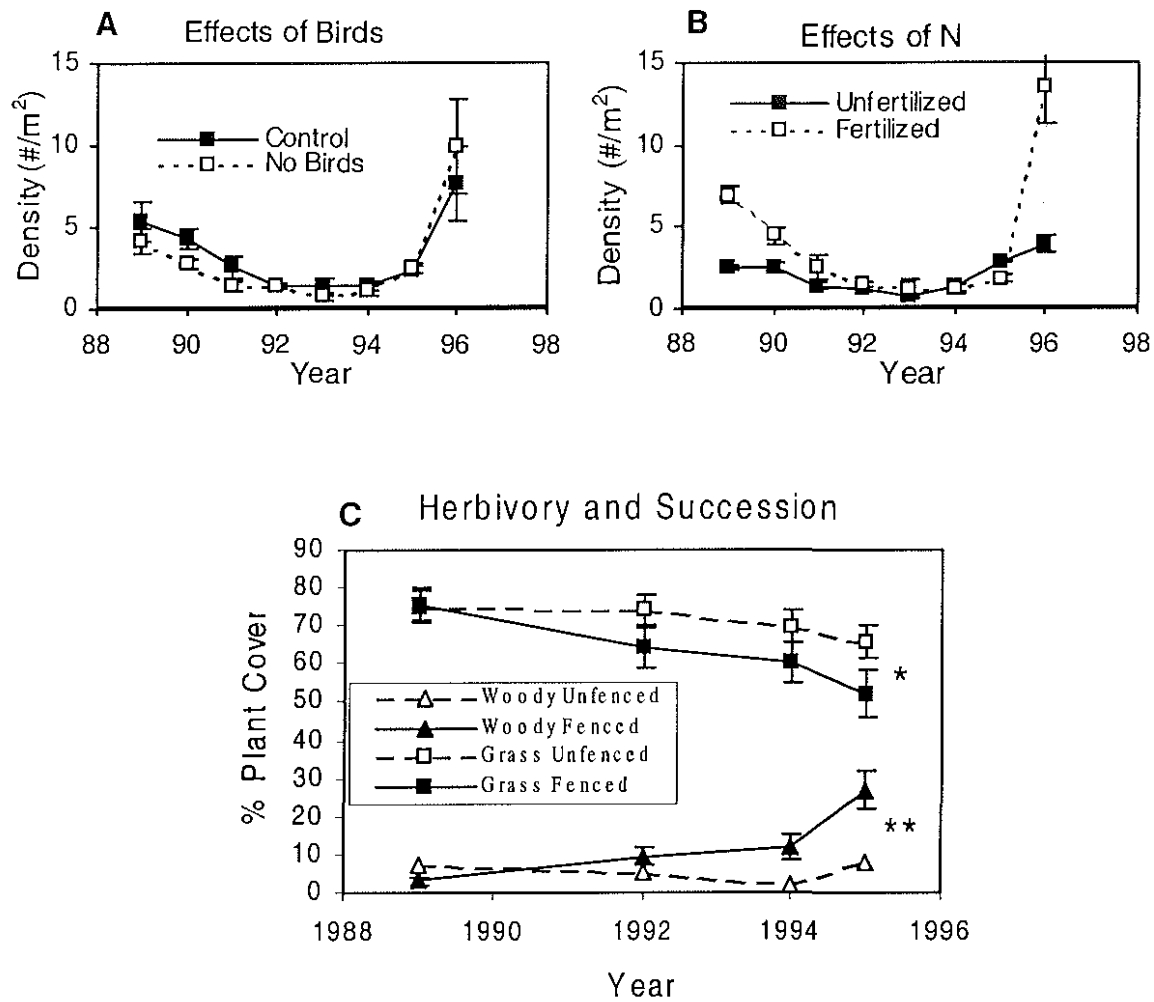 A
Effects of Birds
Density (#/m²)
15
10
5
0
Control
No Birds
88 90 92 94 96 98
Year
B
Effects of N
Density (#/m²)
15
10
5
0
Unfertilized
Fertilized
88 90 92 94 96 98
Year
C
Herbivory and Succession
% Plant Cover
90
80
70
60
50
40
30
20
10
0
Woody Unfenced
Woody Fenced
Grass Unfenced
Grass Fenced
*
**
1988 1990 1992 1994 1996
Year